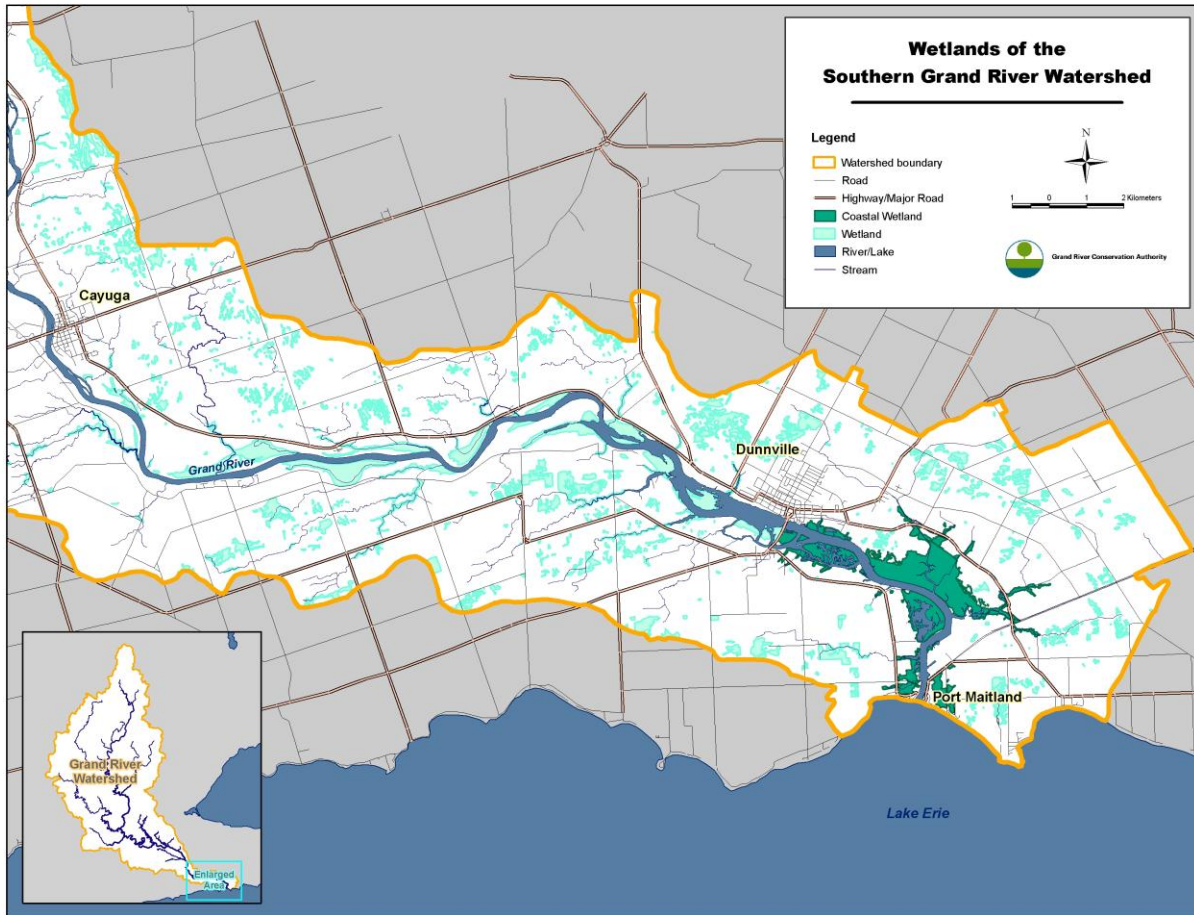 Wetlands of the
Southern Grand River Watershed
Legend
Watershed boundary
Road
Highway/Major Road
Coastal Wetland
Wetland
River/Lake
Stream
N
1 0 1 2 Kilometers
Grand River Conservation Authority
Cayuga
Grand River
Dunnville
Port Maitland
Lake Erie
Grand River
Watershed
Enlarged
Area